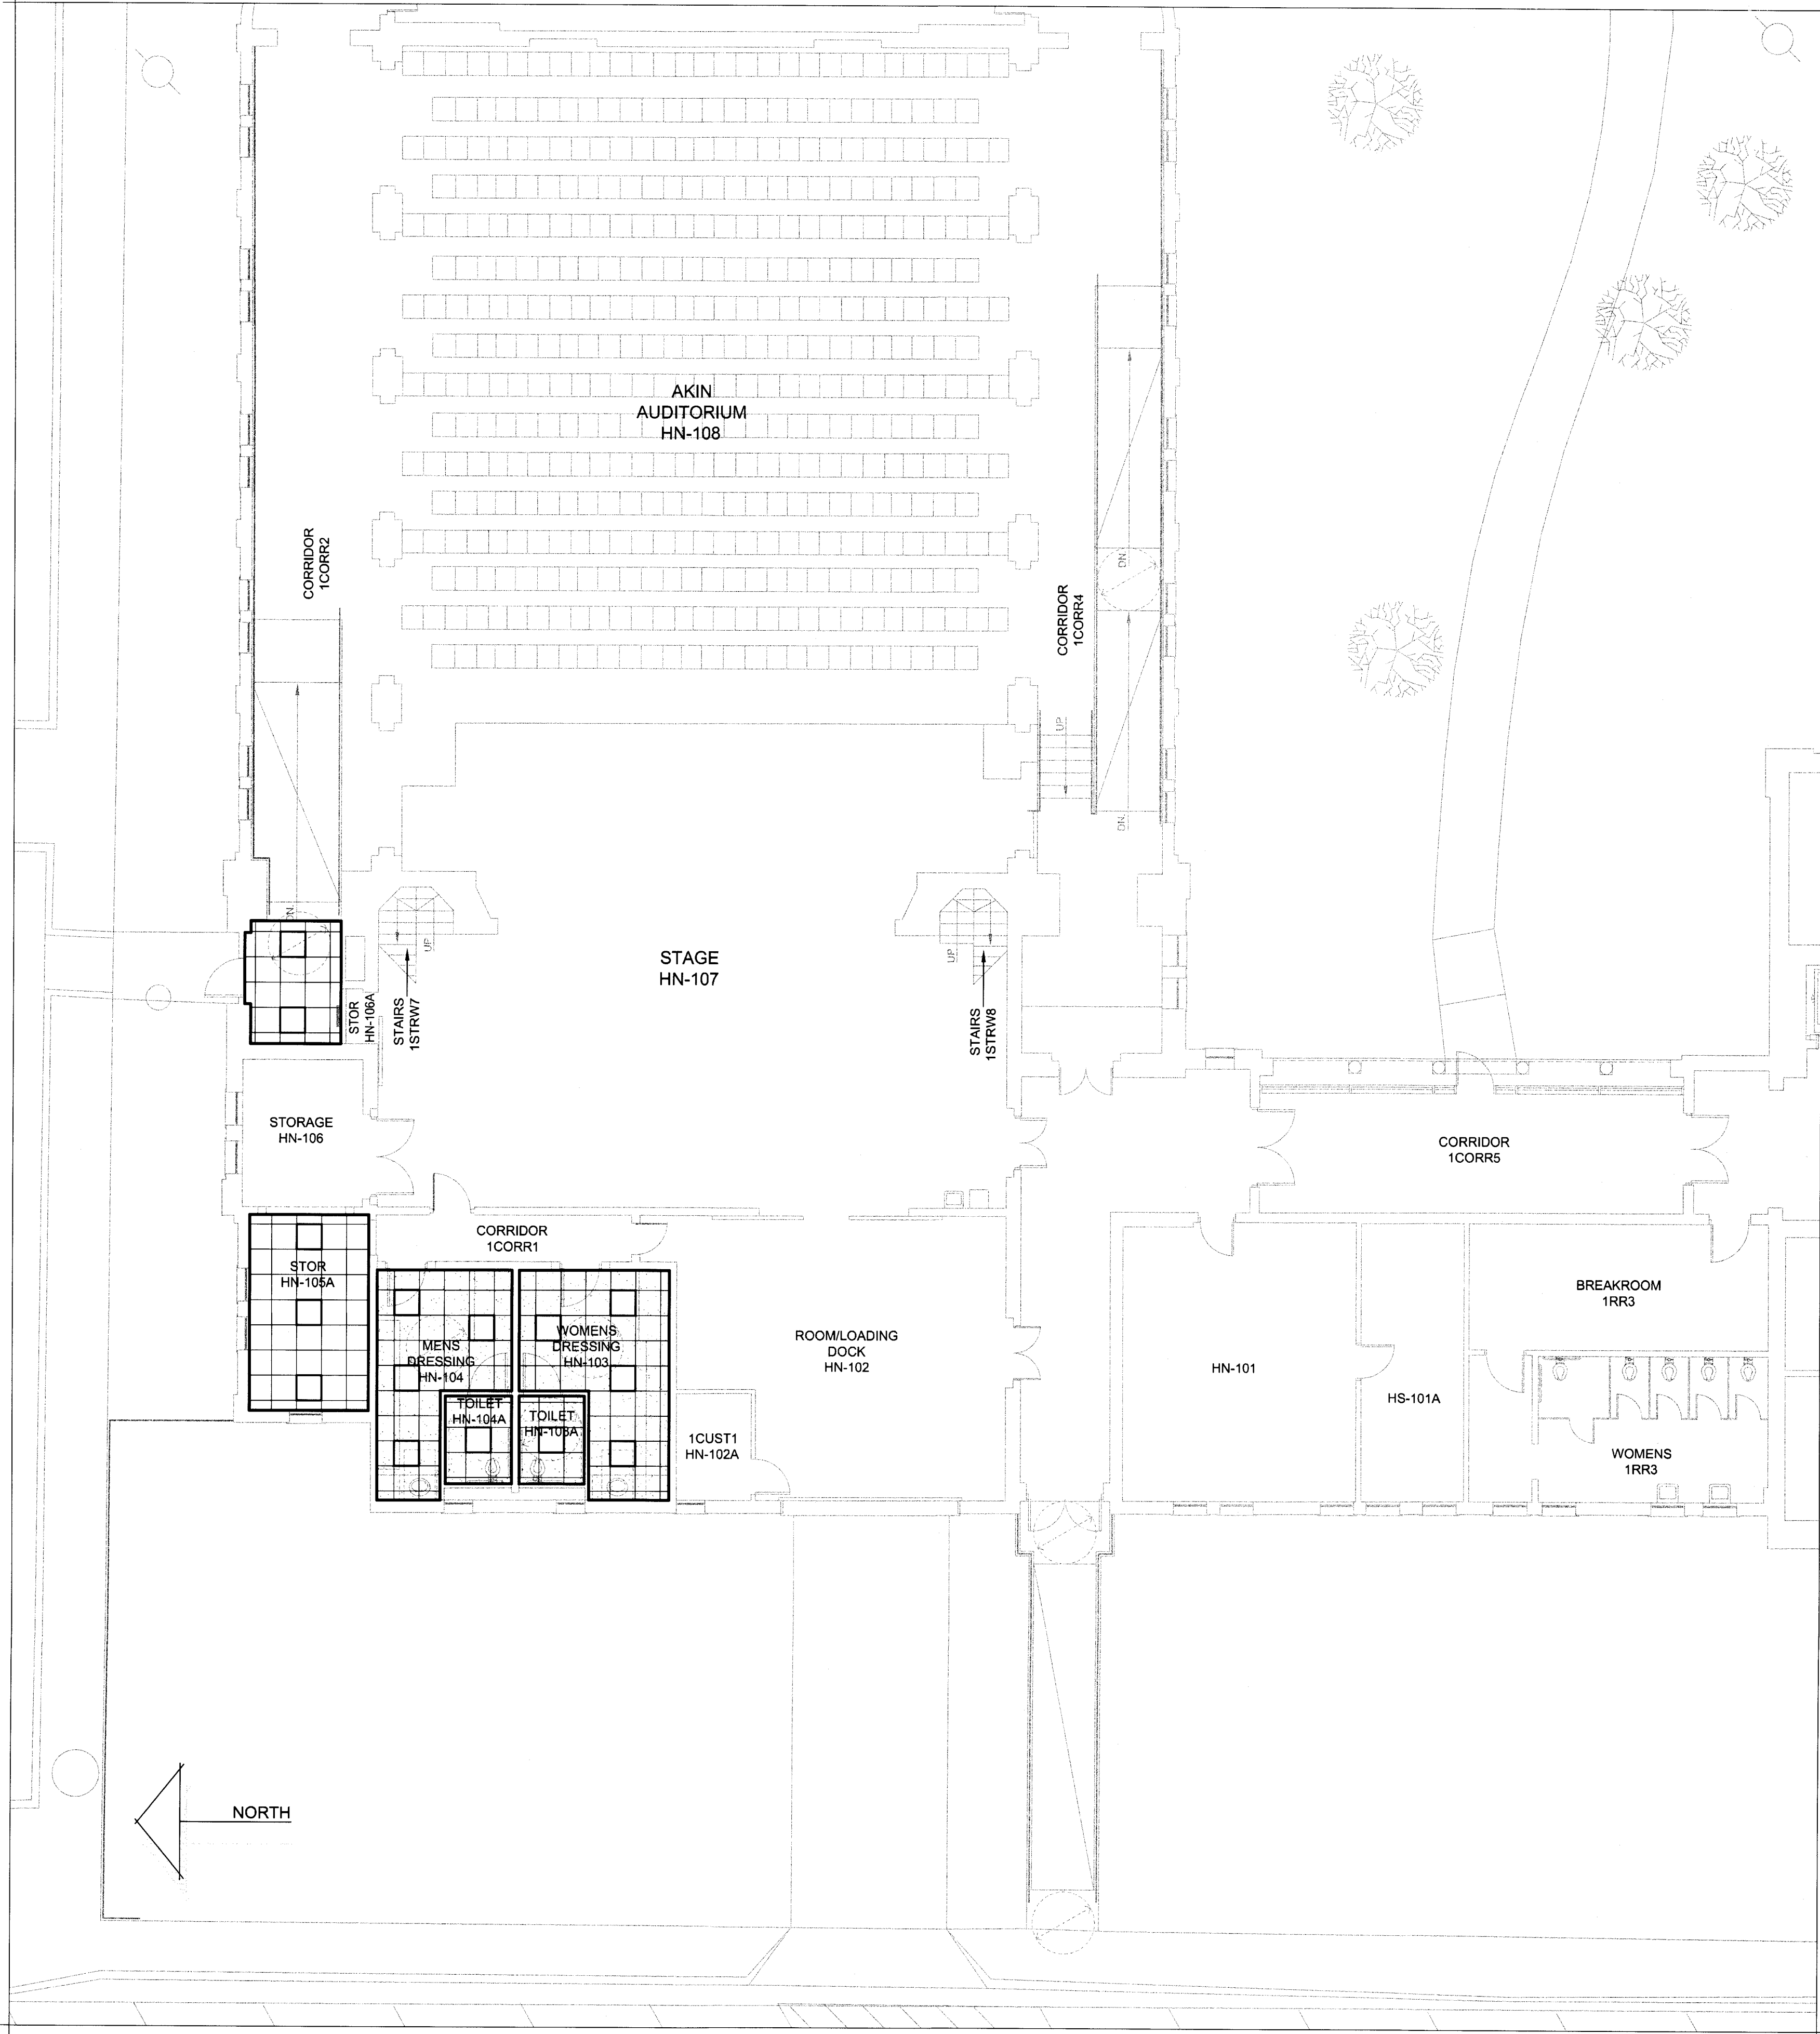 AKIN
AUDITORIUM
HN-108
CORRIDOR
1CORR2
CORRIDOR
1CORR4
DN.
UP
DN.
DN.
UP
UP
STAGE
HN-107
STOR
HN-106A
STAIRS
1STRW7
STAIRS
1STRW8
STORAGE
HN-106
CORRIDOR
1CORR5
CORRIDOR
1CORR1
STOR
HN-105A
MENS
DRESSING
HN-104
WOMENS
DRESSING
HN-103
TOILET
HN-104A
TOILET
HN-103A
ROOM/LOADING
DOCK
HN-102
1CUST1
HN-102A
HN-101
HS-101A
BREAKROOM
1RR3
WOMENS
1RR3
NORTH